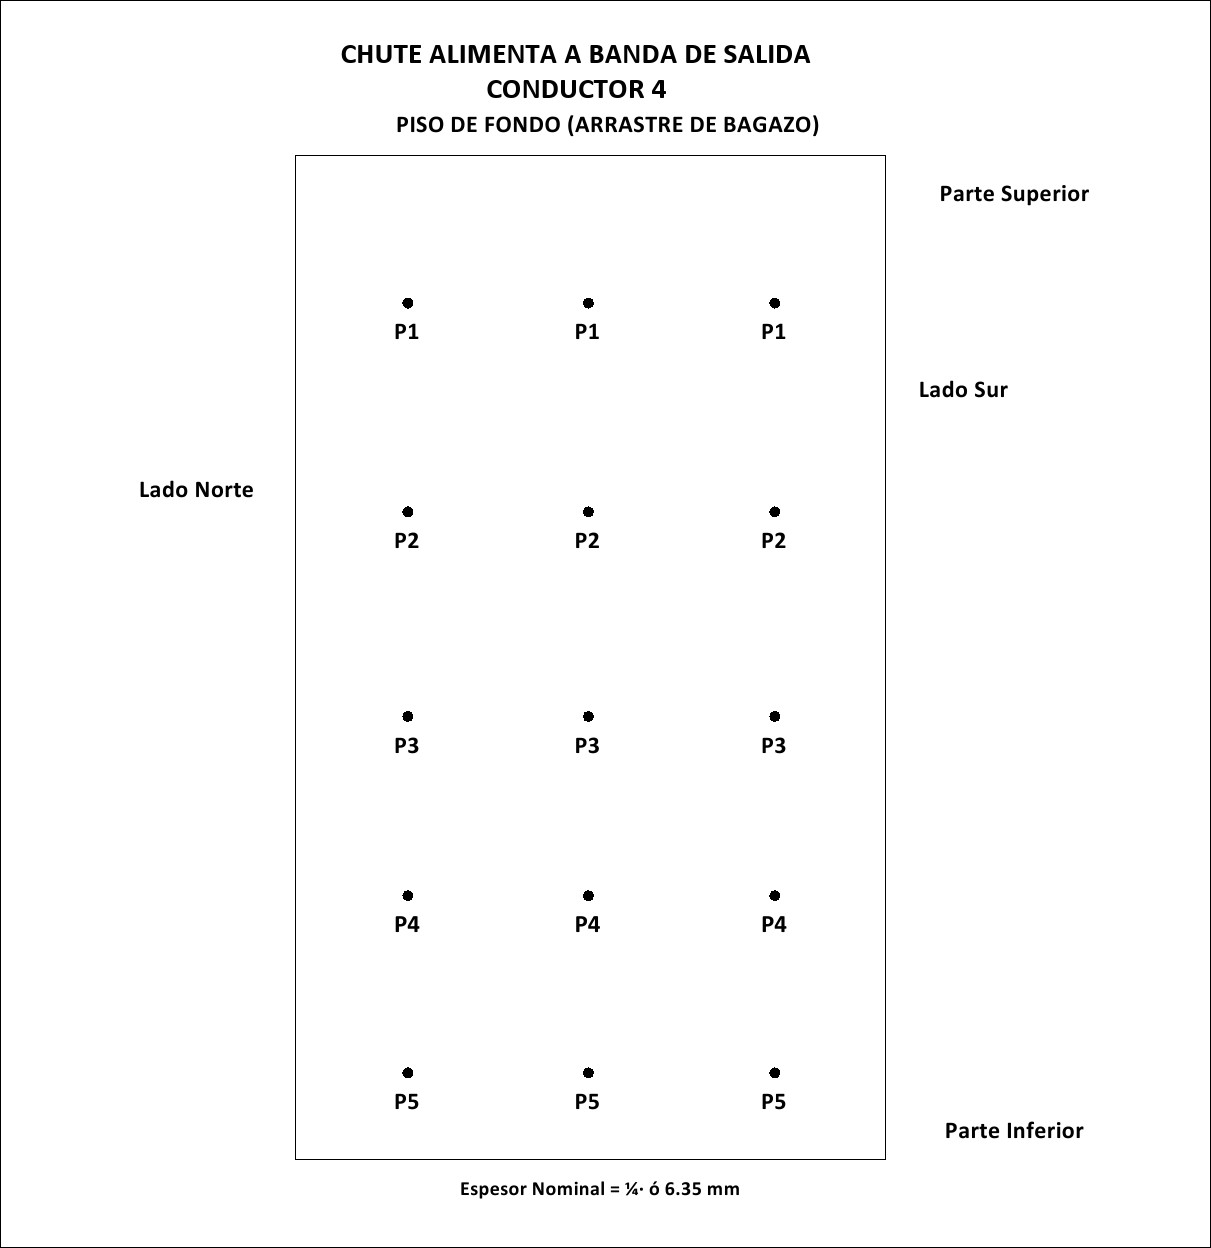 CHUTE ALIMENTA A BANDA DE SALIDA
CONDUCTOR 4
PISO DE FONDO (ARRASTRE DE BAGAZO)
Parte Superior
P1 P1 P1
Lado Sur
Lado Norte
P2 P2 P2
P3 P3 P3
P4 P4 P4
P5 P5 P5
Parte Inferior
Espesor Nominal = ¼· ó 6.35 mm